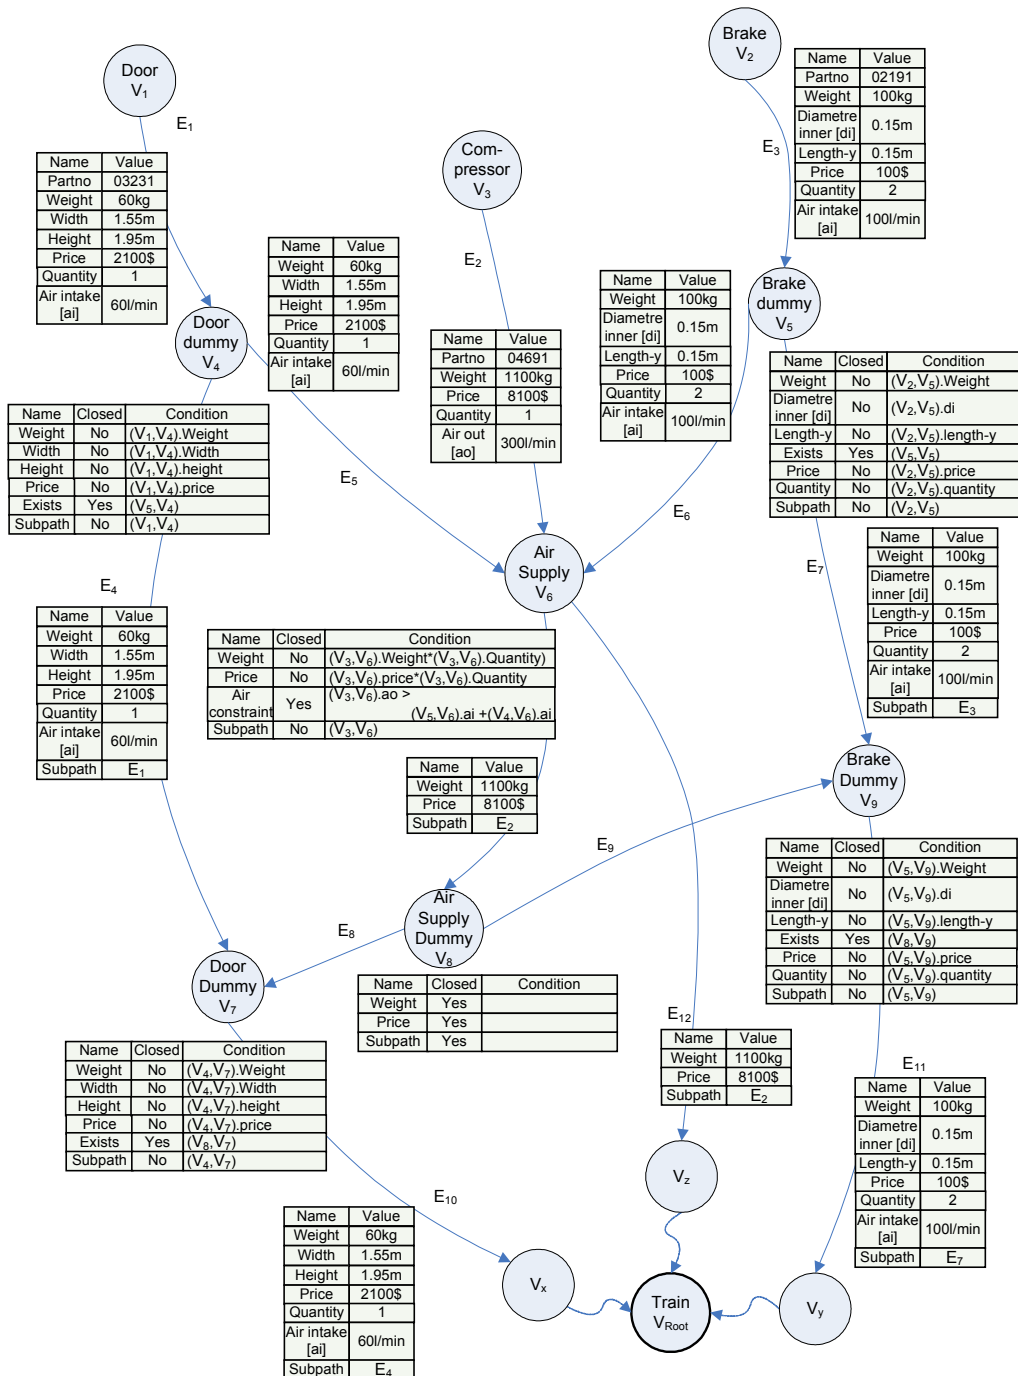 Door
V1
Brake
V2
Name Value
Partno 02191
Weight 100kg
Diametre
inner [di] 0.15m
Length-y 0.15m
Price 100$
Quantity 2
Air intake
[ai] 100l/min
E1
E3
Com-
pressor
V3
Name Value
Partno 03231
Weight 60kg
Width 1.55m
Height 1.95m
Price 2100$
Quantity 1
Air intake
[ai] 60l/min
Name Value
Weight 60kg
Width 1.55m
Height 1.95m
Price 2100$
Quantity 1
Air intake
[ai] 60l/min
E2
Name Value
Weight 100kg
Diametre
inner [di] 0.15m
Length-y 0.15m
Price 100$
Quantity 2
Air intake
[ai] 100l/min
Brake
dummy
V5
Door
dummy
V4
Name Value
Partno 04691
Weight 1100kg
Price 8100$
Quantity 1
Air out
[ao] 300l/min
Name Closed Condition
Weight No (V2,V5).Weight
Diametre
inner [di] No (V2,V5).di
Length-y No (V2,V5).length-y
Exists Yes (V5,V5)
Price No (V2,V5).price
Quantity No (V2,V5).quantity
Subpath No (V2,V5)
Name Closed Condition
Weight No (V1,V4).Weight
Width No (V1,V4).Width
Height No (V1,V4).height
Price No (V1,V4).price
Exists Yes (V5,V4)
Subpath No (V1,V4)
E5
E6
E7
Air
Supply
V6
Name Value
Weight 100kg
Diametre
inner [di] 0.15m
Length-y 0.15m
Price 100$
Quantity 2
Air intake
[ai] 100l/min
Subpath E3
E4
Name Value
Weight 60kg
Width 1.55m
Height 1.95m
Price 2100$
Quantity 1
Air intake
[ai] 60l/min
Subpath E1
Name Closed Condition
Weight No (V3,V6).Weight*(V3,V6).Quantity)
Price No (V3,V6).price*(V3,V6).Quantity
Air
constraint Yes (V3,V6).ao >
(V5,V6).ai +(V4,V6).ai
Subpath No (V3,V6)
Name Value
Weight 1100kg
Price 8100$
Subpath E2
Brake
Dummy
V9
E9
Name Closed Condition
Weight No (V5,V9).Weight
Diametre
inner [di] No (V5,V9).di
Length-y No (V5,V9).length-y
Exists Yes (V8,V9)
Price No (V5,V9).price
Quantity No (V5,V9).quantity
Subpath No (V5,V9)
Air
Supply
Dummy
V8
E8
Door
Dummy
V7
Name Closed Condition
Weight Yes
Price Yes
Subpath Yes
E12
Name Value
Weight 1100kg
Price 8100$
Subpath E2
Name Closed Condition
Weight No (V4,V7).Weight
Width No (V4,V7).Width
Height No (V4,V7).height
Price No (V4,V7).price
Exists Yes (V8,V7)
Subpath No (V4,V7)
E11
Name Value
Weight 100kg
Diametre
inner [di] 0.15m
Length-y 0.15m
Price 100$
Quantity 2
Air intake
[ai] 100l/min
Subpath E7
Vz
E10
Name Value
Weight 60kg
Width 1.55m
Height 1.95m
Price 2100$
Quantity 1
Air intake
[ai] 60l/min
Subpath E4
Vx
Train
VRoot
Vy